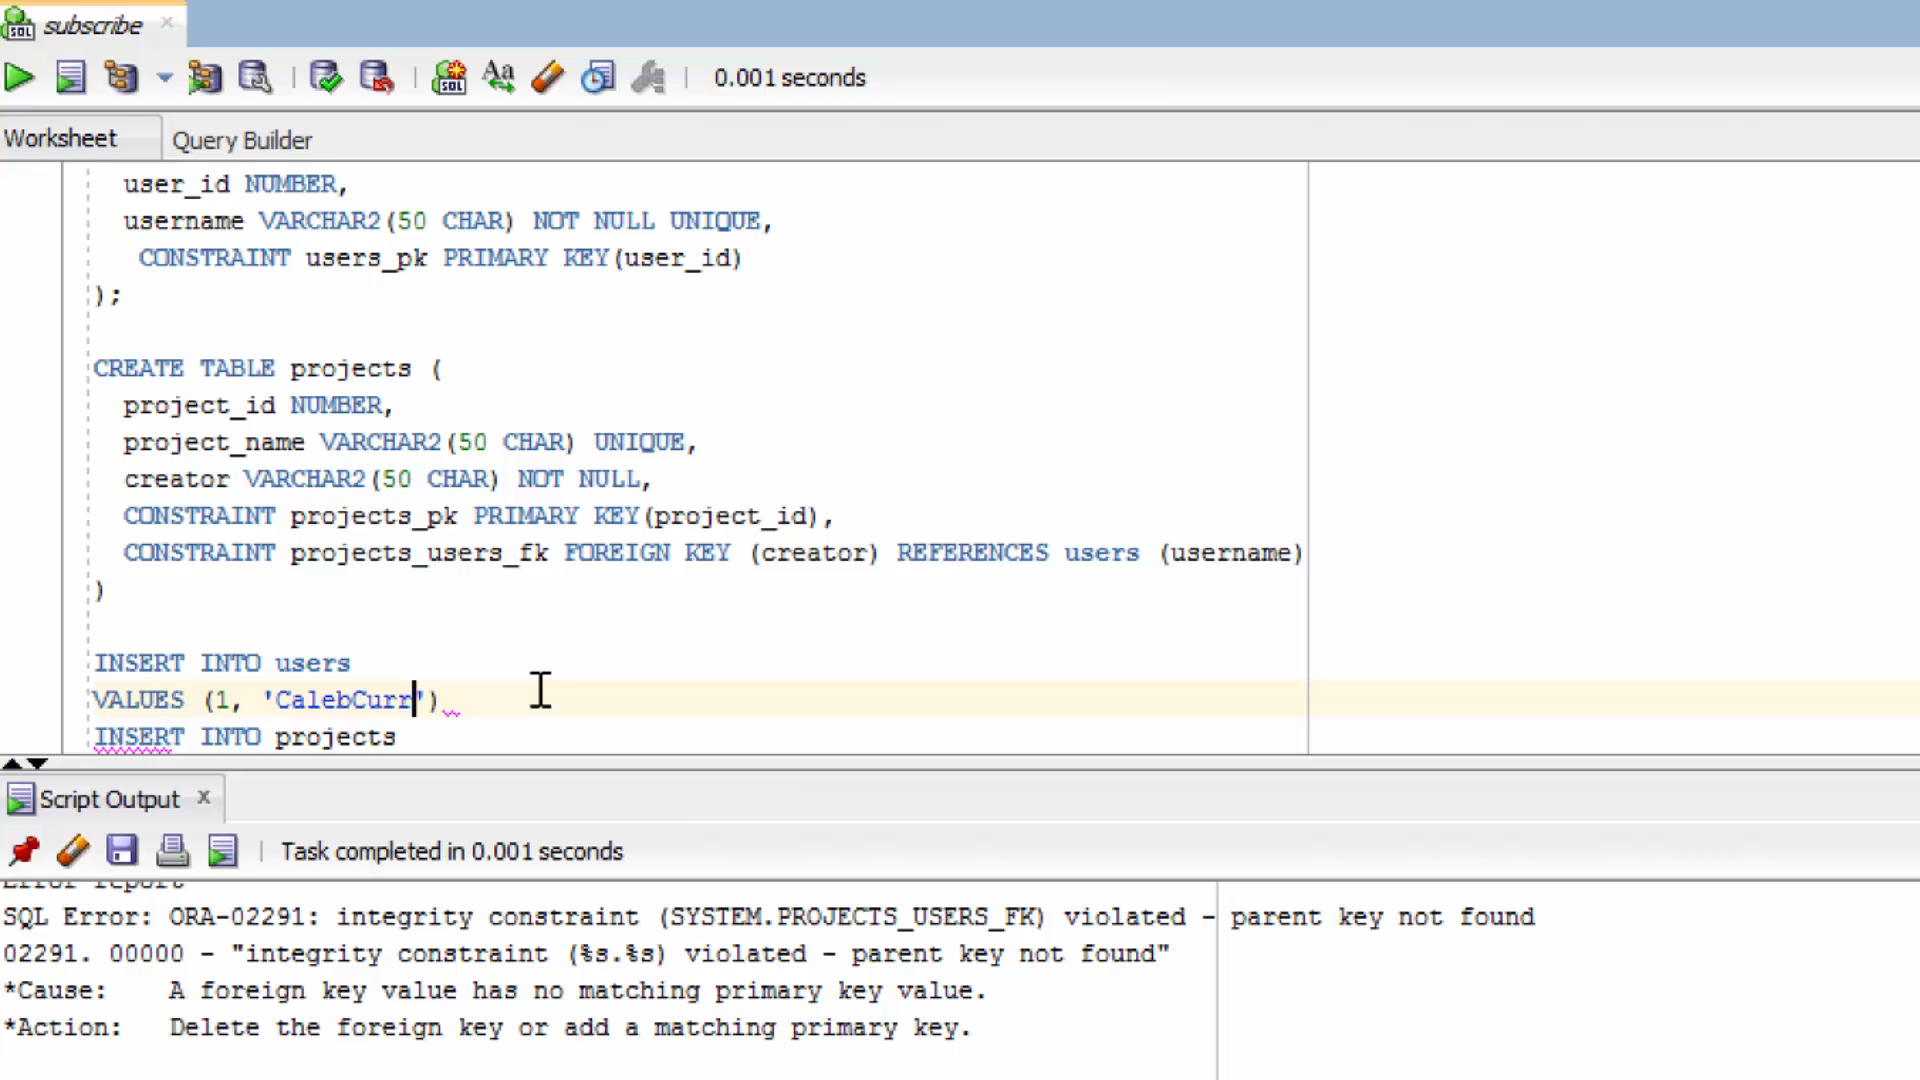 subscribe
0.001 seconds
Worksheet
Query Builder
user_id NUMBER,
username VARCHAR2(50 CHAR) NOT NULL UNIQUE,
CONSTRAINT users_pk PRIMARY KEY(user_id)
);
CREATE TABLE projects (
project_id NUMBER,
project_name VARCHAR2(50 CHAR) UNIQUE,
creator VARCHAR2(50 CHAR) NOT NULL,
CONSTRAINT projects_pk PRIMARY KEY(project_id),
CONSTRAINT projects_users_fk FOREIGN KEY (creator) REFERENCES users (username)
)
INSERT INTO users
VALUES (1, 'CalebCurr')
INSERT INTO projects
Script Output
Task completed in 0.001 seconds
Error report
SQL Error: ORA-02291: integrity constraint (SYSTEM.PROJECTS_USERS_FK) violated - parent key not found
02291. 00000 - "integrity constraint (%s.%s) violated - parent key not found"
*Cause: A foreign key value has no matching primary key value.
*Action: Delete the foreign key or add a matching primary key.